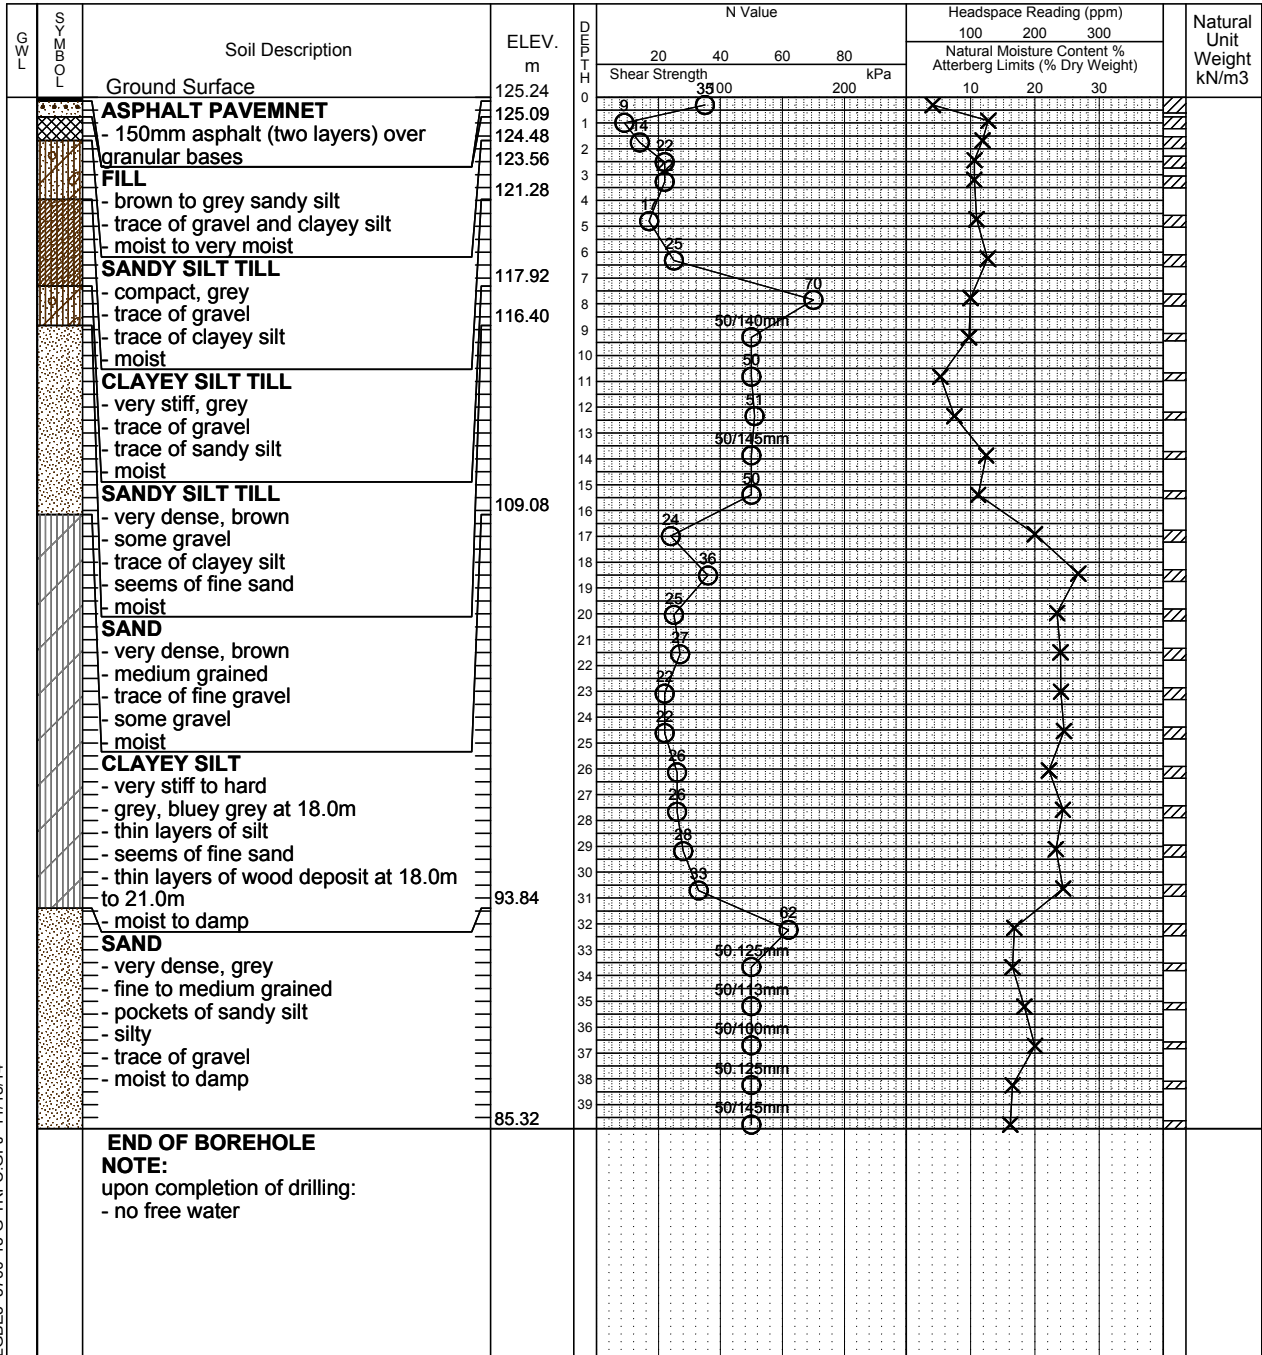 GWL
SYMBOL
Soil Description
Ground Surface
ELEV.
m
125.24
DEPTH
N Value
20 40 60 80
Shear Strength kPa
100 200
Headspace Reading (ppm)
100 200 300
Natural Moisture Content %
Atterberg Limits (% Dry Weight)
10 20 30
Natural
Unit
Weight
kN/m3
ASPHALT PAVEMNET
- 150mm asphalt (two layers) over
granular bases
FILL
- brown to grey sandy silt
- trace of gravel and clayey silt
- moist to very moist
SANDY SILT TILL
- compact, grey
- trace of gravel
- trace of clayey silt
- moist
CLAYEY SILT TILL
- very stiff, grey
- trace of gravel
- trace of sandy silt
- moist
SANDY SILT TILL
- very dense, brown
- some gravel
- trace of clayey silt
- seems of fine sand
- moist
SAND
- very dense, brown
- medium grained
- trace of fine gravel
- some gravel
- moist
CLAYEY SILT
- very stiff to hard
- grey, bluey grey at 18.0m
- thin layers of silt
- seems of fine sand
- thin layers of wood deposit at 18.0m
to 21.0m
- moist to damp
SAND
- very dense, grey
- fine to medium grained
- pockets of sandy silt
- silty
- trace of gravel
- moist to damp
END OF BOREHOLE
NOTE:
upon completion of drilling:
- no free water
125.09
124.48
123.56
121.28
117.92
116.40
109.08
93.84
85.32
0
1
2
3
4
5
6
7
8
9
10
11
12
13
14
15
16
17
18
19
20
21
22
23
24
25
26
27
28
29
30
31
32
33
34
35
36
37
38
39
35
9
14
22
22
17
25
70
50/140mm
50
51
50/145mm
50
24
36
25
27
22
22
26
26
28
33
62
50.125mm
50/113mm
50/100mm
50.125mm
50/145mm